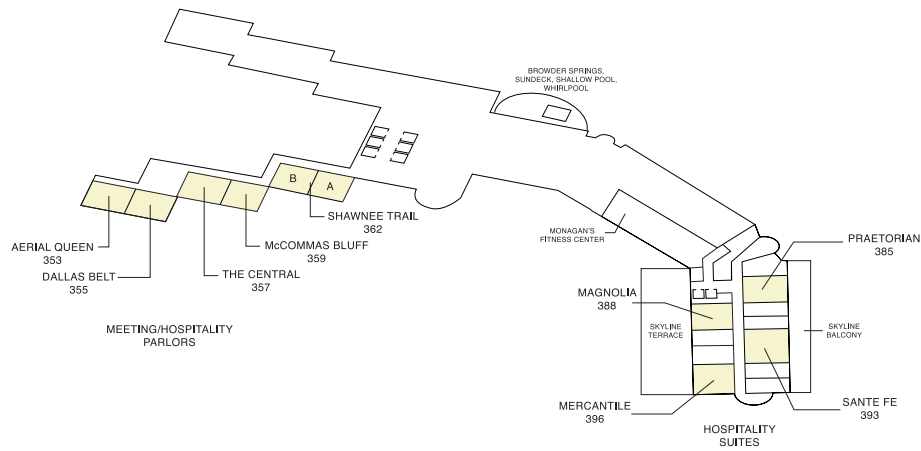 BROWDER SPRINGS,
SUNDECK, SHALLOW POOL,
WHIRLPOOL
B
A
SHAWNEE TRAIL
362
AERIAL QUEEN
353
McCOMMAS BLUFF
359
DALLAS BELT
355
THE CENTRAL
357
MONAGAN'S
FITNESS CENTER
PRAETORIAN
385
MAGNOLIA
388
MEETING/HOSPITALITY
PARLORS
SKYLINE
TERRACE
SKYLINE
BALCONY
MERCANTILE
396
SANTE FE
393
HOSPITALITY
SUITES